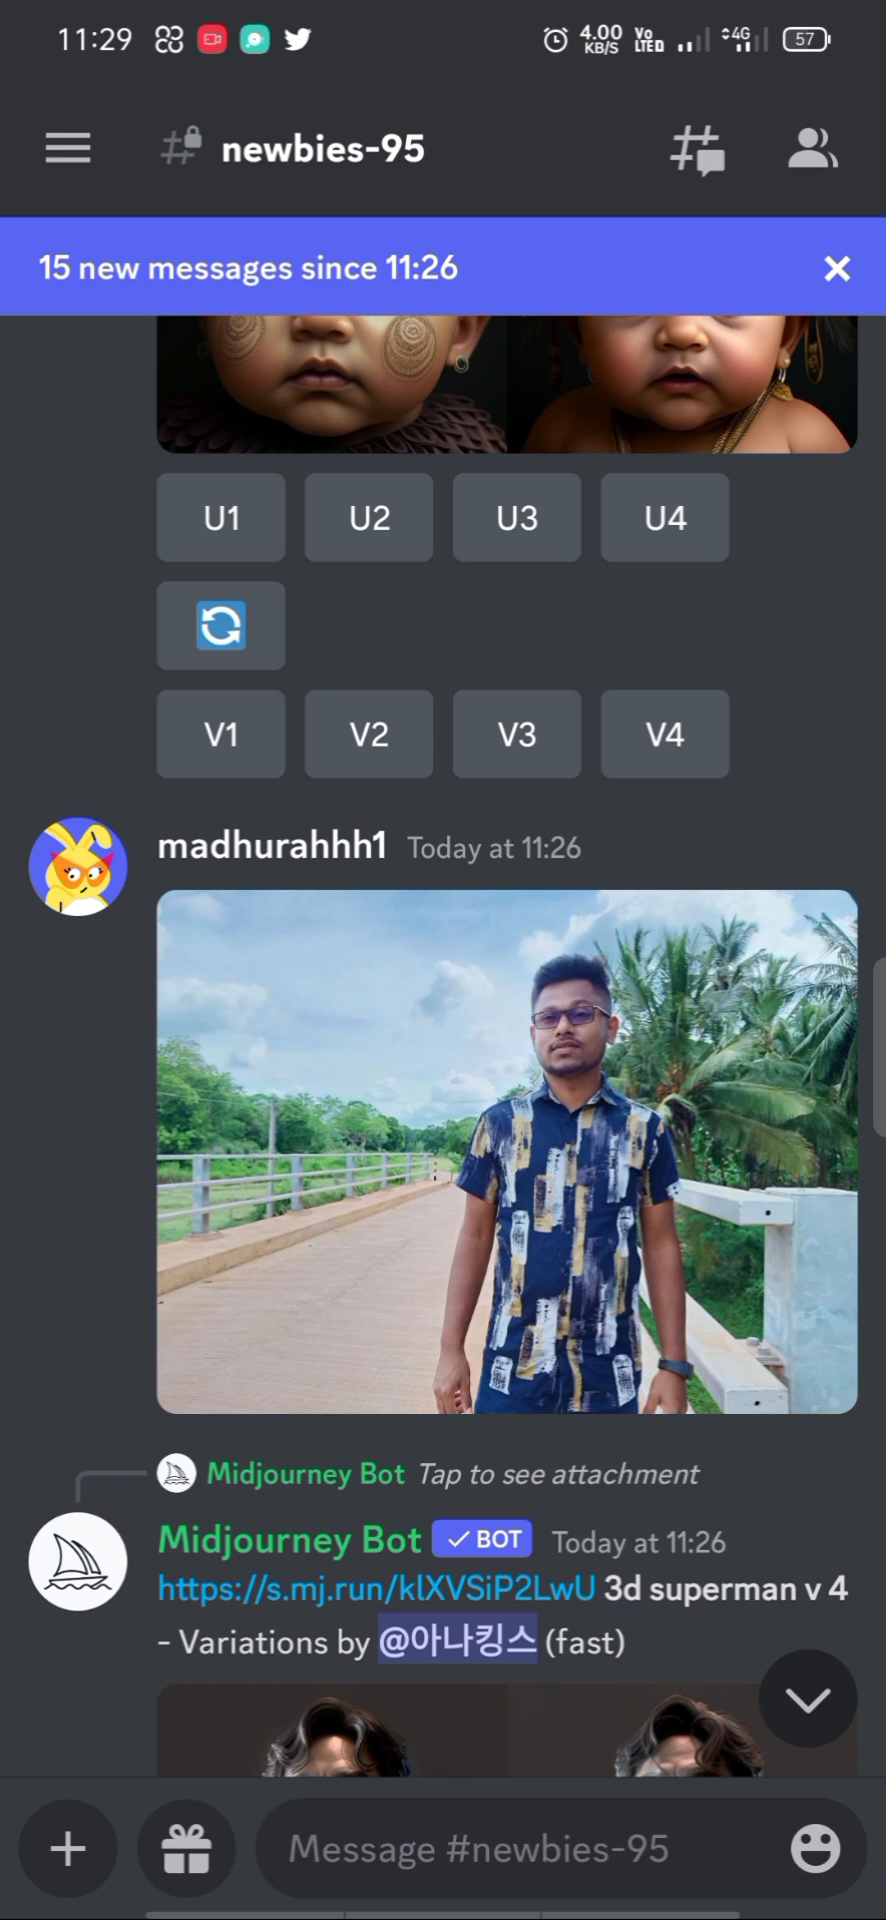 11:29
4.00 KB/S Vo LTED 4G 57
newbies-95
15 new messages since 11:26
U1 U2 U3 U4
V1 V2 V3 V4
madhurahhh1 Today at 11:26
Midjourney Bot Tap to see attachment
Midjourney Bot BOT Today at 11:26
https://s.mj.run/klXVSiP2LwU 3d superman v 4
- Variations by @아나킹스 (fast)
Message #newbies-95